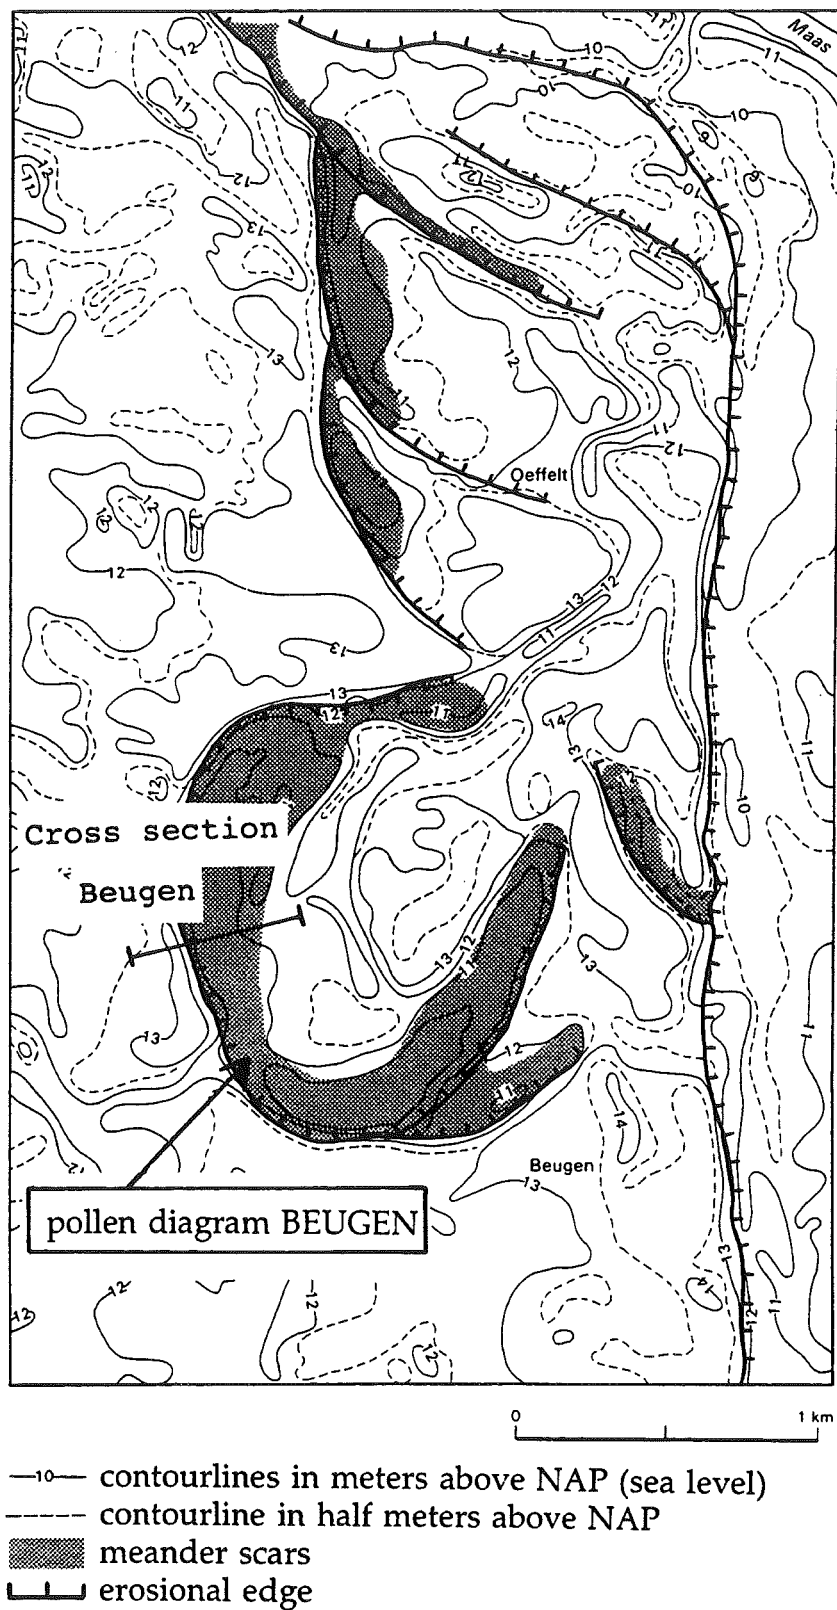 Maas
Oeffelt
Cross section
Beugen
Beugen
pollen diagram BEUGEN
0 1 km
10 contourlines in meters above NAP (sea level)
contourline in half meters above NAP
meander scars
erosional edge